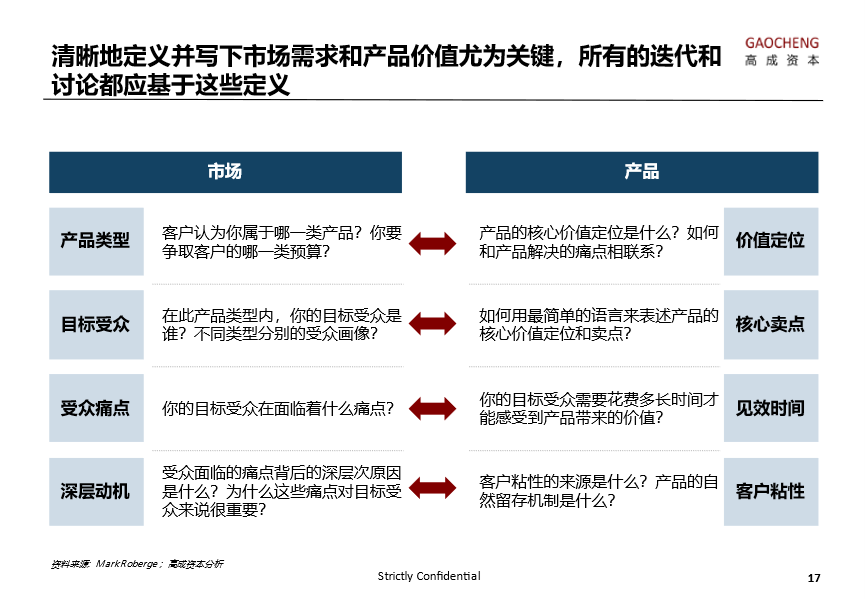 清晰地定义并写下市场需求和产品价值尤为关键，所有的迭代和
讨论都应基于这些定义
GAOCHENG
高成资本
市场
产品
产品类型
客户认为你属于哪一类产品？你要
争取客户的哪一类预算？
产品的核心价值定位是什么？如何
和产品解决的痛点相联系？
价值定位
目标受众
在此产品类型内，你的目标受众是
谁？不同类型分别的受众画像？
如何用最简单的语言来表述产品的
核心价值定位和卖点？
核心卖点
受众痛点
你的目标受众在面临着什么痛点？
你的目标受众需要花费多长时间才
能感受到产品带来的价值？
见效时间
深层动机
受众面临的痛点背后的深层次原因
是什么？为什么这些痛点对目标受
众来说很重要？
客户粘性的来源是什么？产品的自
然留存机制是什么？
客户粘性
资料来源：MarkRoberge；高成资本分析
Strictly Confidential
17